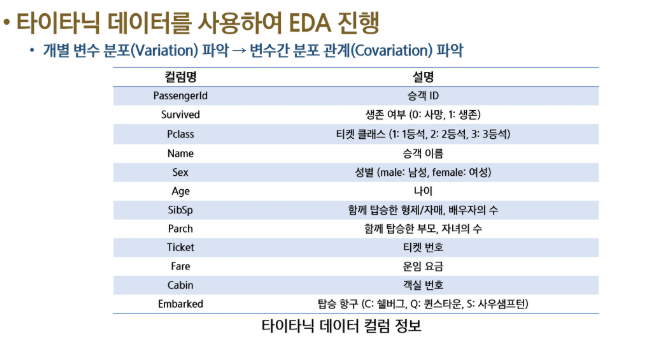 • 타이타닉 데이터를 사용하여 EDA 진행
• 개별 변수 분포(Variation) 파악 → 변수간 분포 관계(Covariation) 파악
컬럼명 설명
PassengerId 승객 ID
Survived 생존 여부 (0: 사망, 1: 생존)
Pclass 티켓 클래스 (1: 1등석, 2: 2등석, 3: 3등석)
Name 승객 이름
Sex 성별 (male: 남성, female: 여성)
Age 나이
SibSp 함께 탑승한 형제/자매, 배우자의 수
Parch 함께 탑승한 부모, 자녀의 수
Ticket 티켓 번호
Fare 운임 요금
Cabin 객실 번호
Embarked 탑승 항구 (C: 쉘버그, Q: 퀸스타운, S: 사우샘프턴)
타이타닉 데이터 컬럼 정보